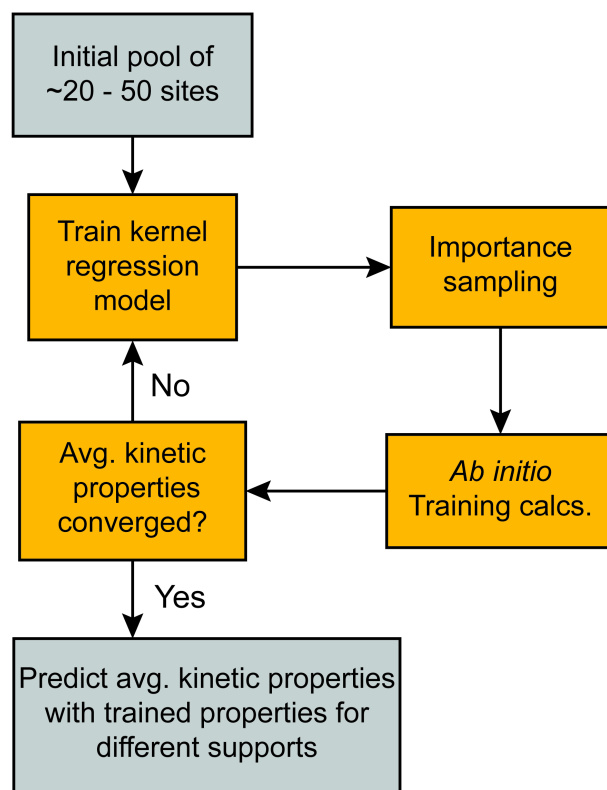 Initial pool of
~20 - 50 sites
Train kernel
regression
model
Importance
sampling
No
Ab initio
Training calcs.
Avg. kinetic
properties
converged?
Yes
Predict avg. kinetic properties
with trained properties for
different supports